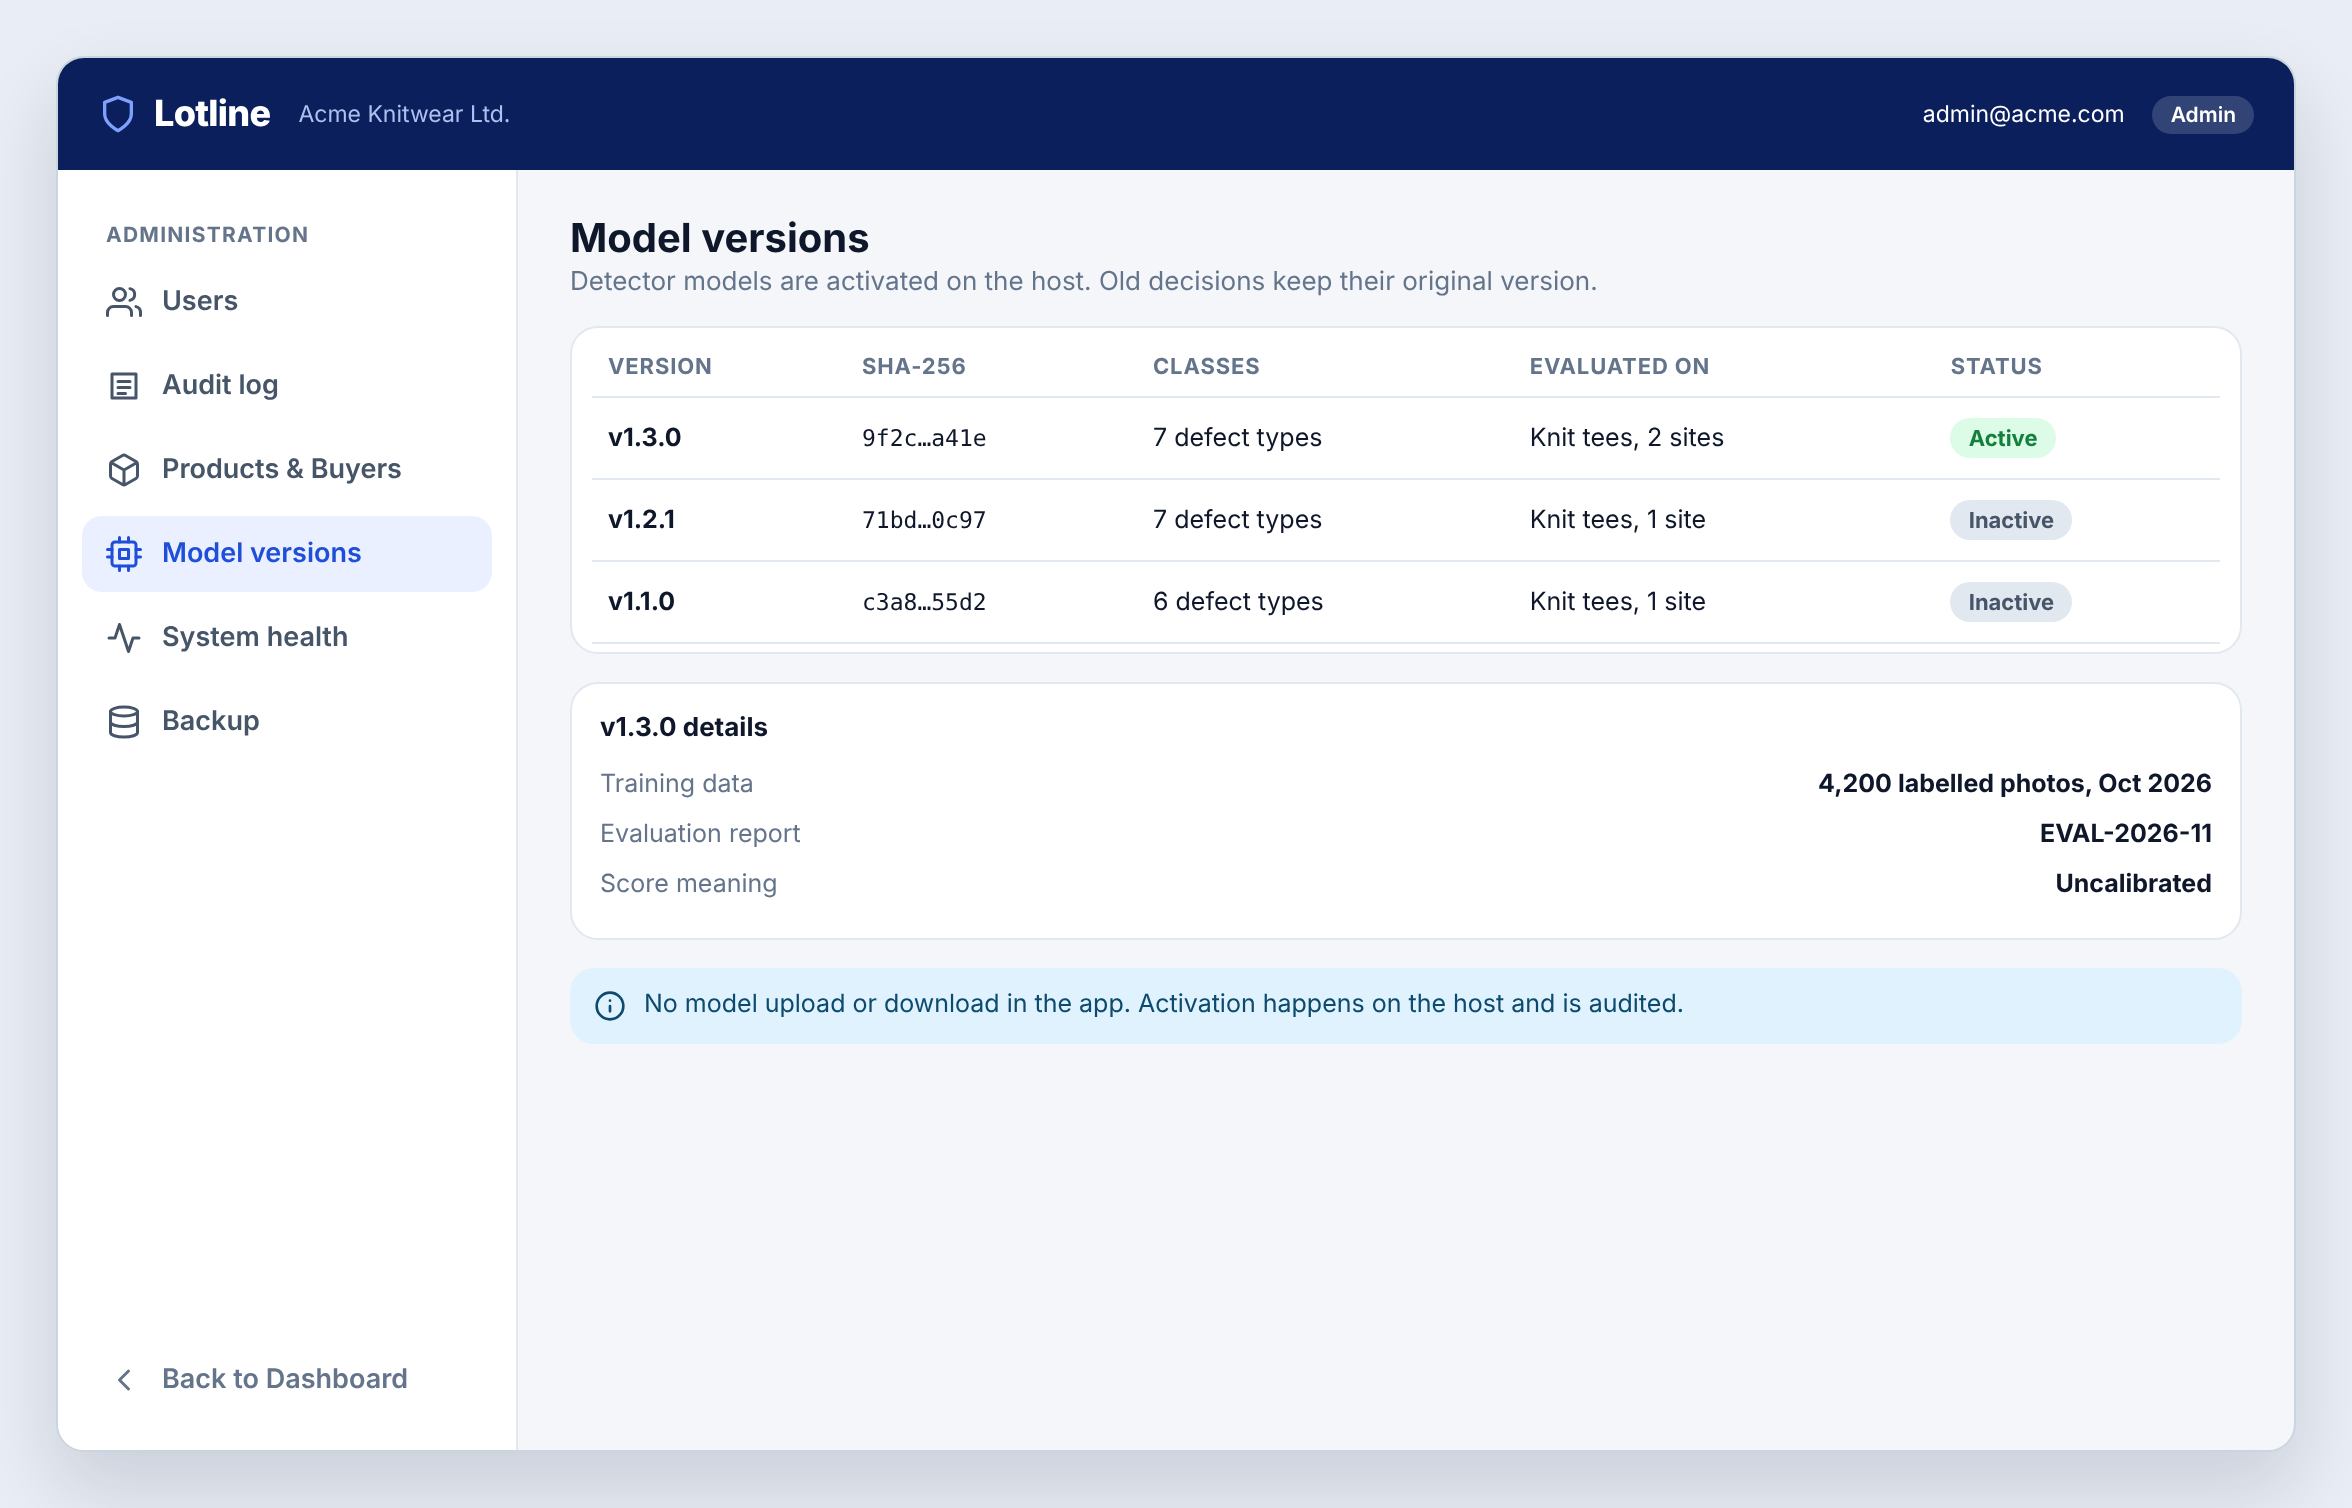 Lotline Acme Knitwear Ltd. admin@acme.com Admin
ADMINISTRATION
Users
Audit log
Products & Buyers
Model versions
System health
Backup
Back to Dashboard
Model versions
Detector models are activated on the host. Old decisions keep their original version.
VERSION SHA-256 CLASSES EVALUATED ON STATUS
v1.3.0 9f2c…a41e 7 defect types Knit tees, 2 sites Active
v1.2.1 71bd…0c97 7 defect types Knit tees, 1 site Inactive
v1.1.0 c3a8…55d2 6 defect types Knit tees, 1 site Inactive
v1.3.0 details
Training data 4,200 labelled photos, Oct 2026
Evaluation report EVAL-2026-11
Score meaning Uncalibrated
No model upload or download in the app. Activation happens on the host and is audited.